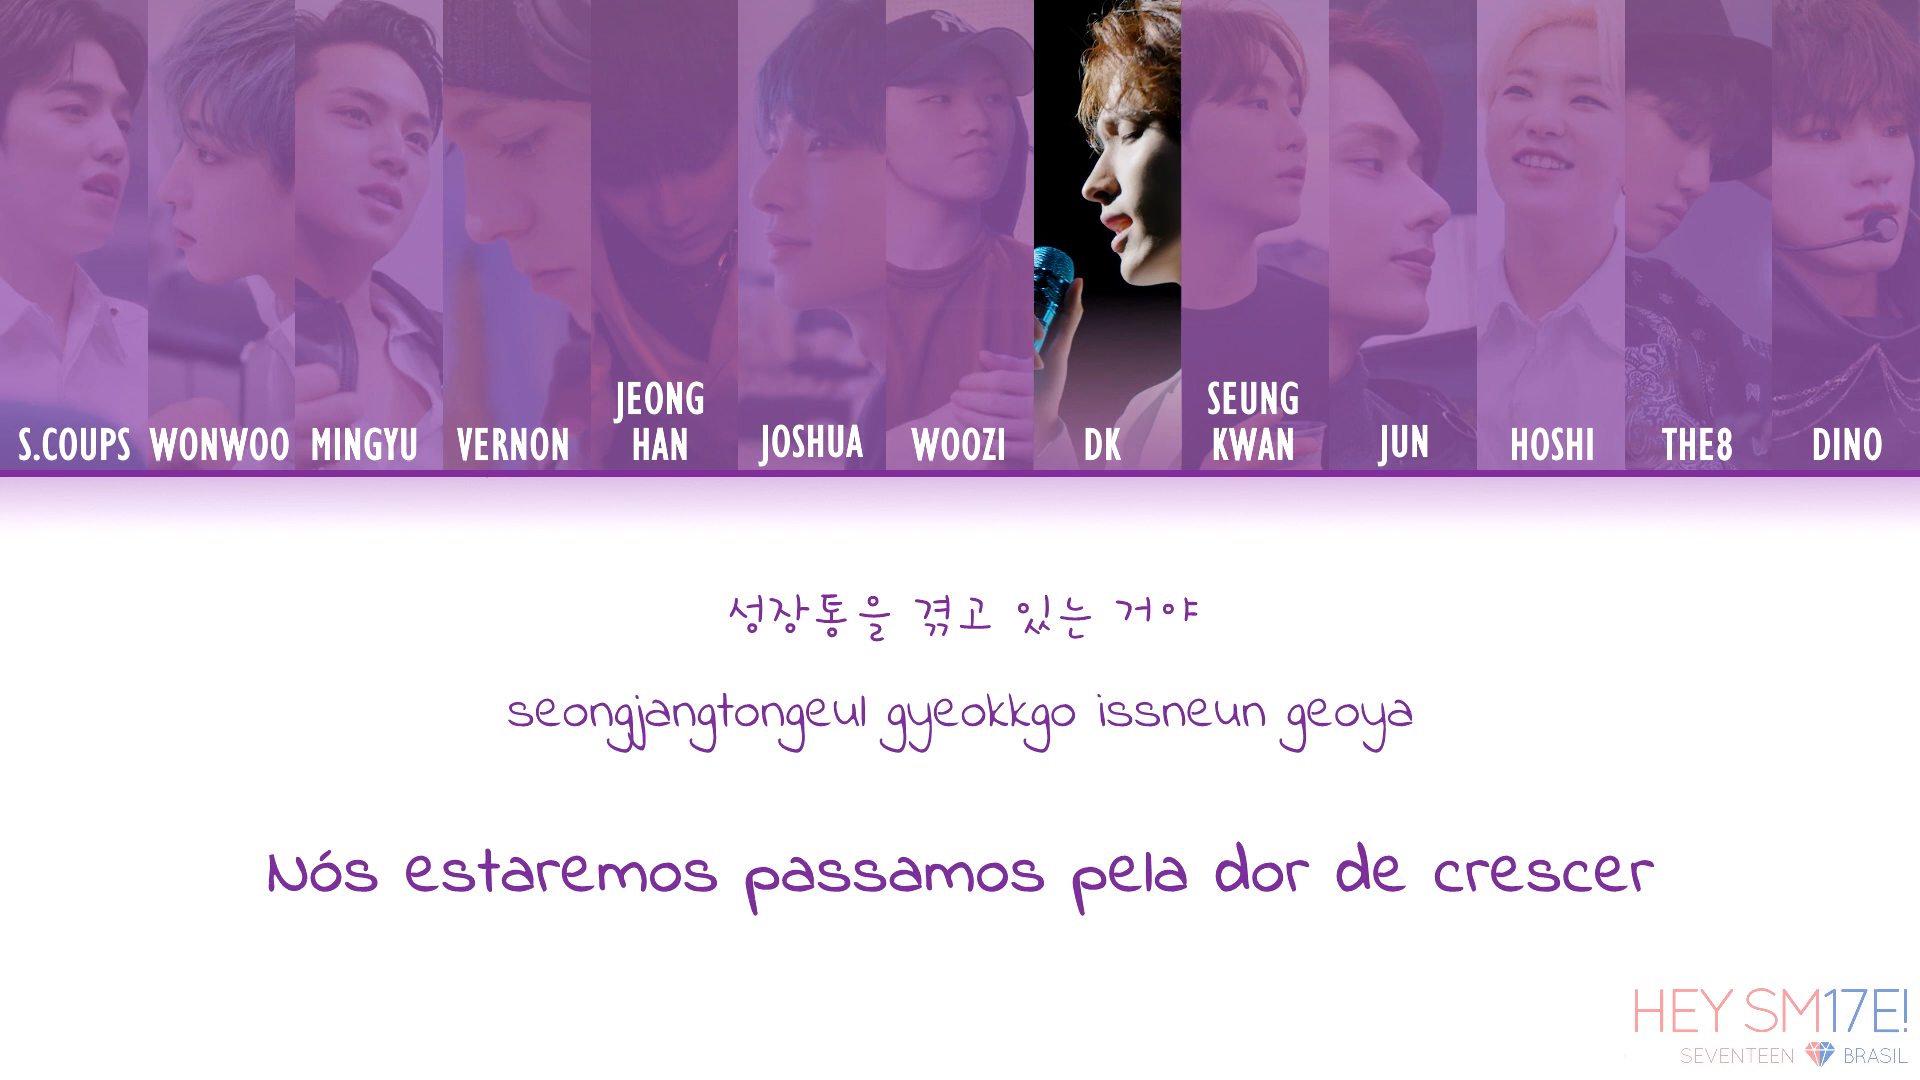 S.COUPS
WONWOO
MINGYU
VERNON
JEONG
HAN
JOSHUA
WOOZI
DK
SEUNG
KWAN
JUN
HOSHI
THE8
DINO
성장통을 겪고 있는 거야
seongjangtongeul gyeokkgo issneun geoya
Nós estaremos passamos pela dor de crescer
HEY SM17E!
SEVENTEEN BRASIL